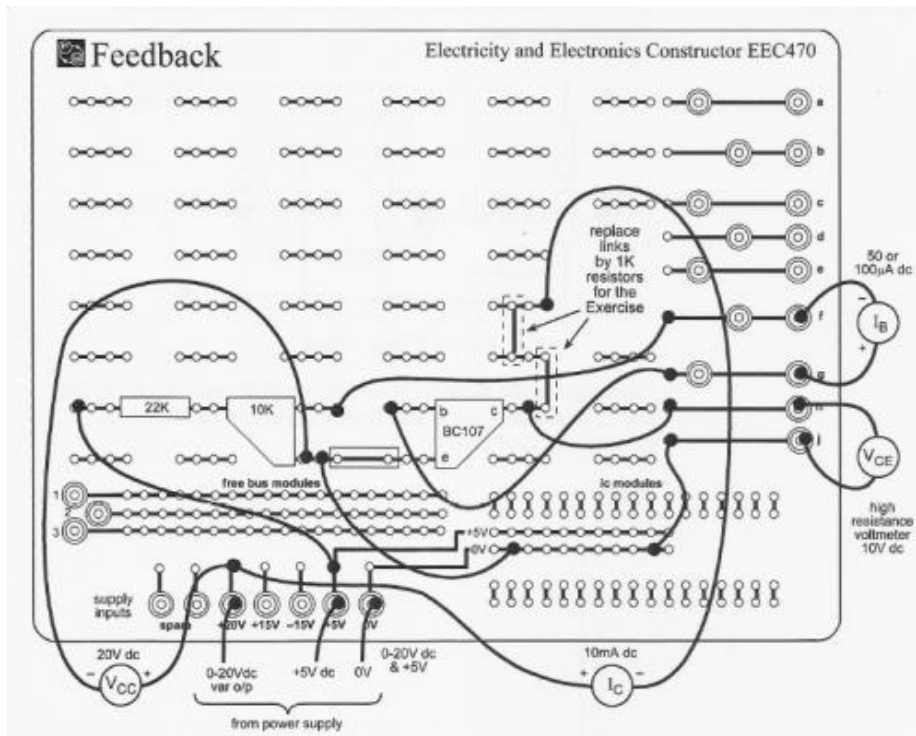 Feedback
Electricity and Electronics Constructor EEC470
a
b
c
d
e
replace
links
by 1K
resistors
for the
Exercise
50 or
100µA dc
f
−
I_B
+
g
22K
10K
b
c
BC107
e
j
V_CE
free bus modules
ic modules
1
3
+5V
0V
high
resistance
voltmeter
10V dc
supply
inputs
spare
+20V
+15V
−15V
+5V
0V
20V dc
−
V_CC
+
0-20Vdc
var o/p
+5V dc
0V
0-20V dc
& +5V
from power supply
10mA dc
+
I_C
−